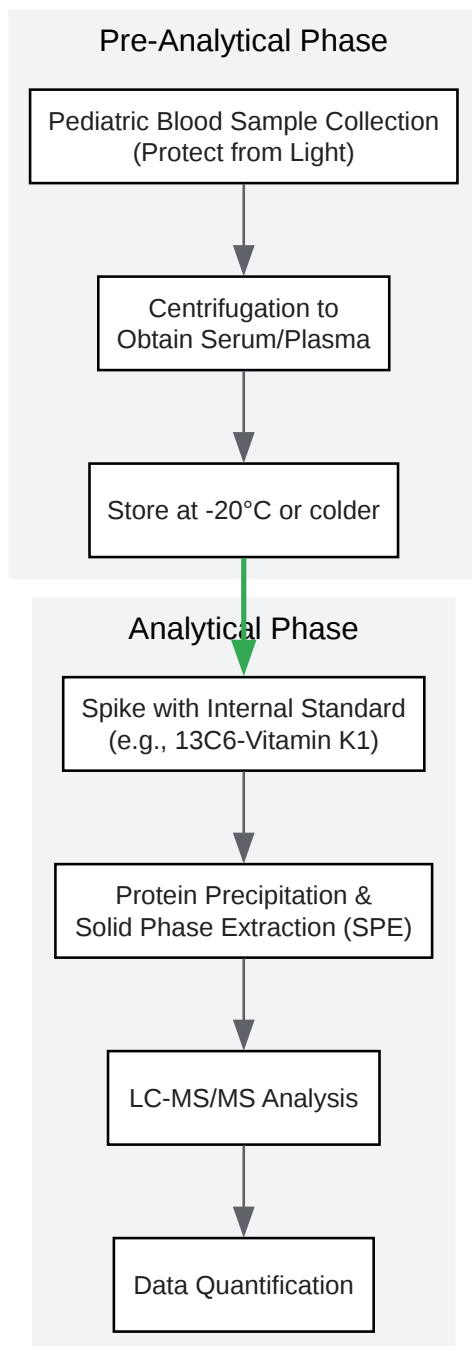 Pre-Analytical Phase
Pediatric Blood Sample Collection
(Protect from Light)
Centrifugation to
Obtain Serum/Plasma
Store at -20°C or colder
Analytical Phase
Spike with Internal Standard
(e.g., 13C6-Vitamin K1)
Protein Precipitation &
Solid Phase Extraction (SPE)
LC-MS/MS Analysis
Data Quantification